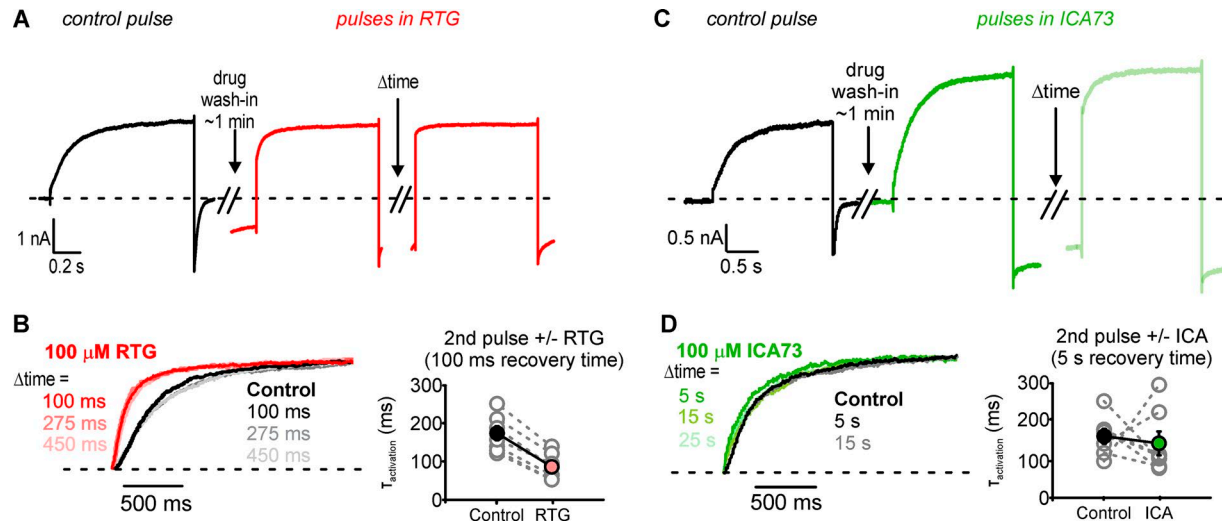 A
control pulse
pulses in RTG
drug
wash-in
~1 min
Δtime
1 nA
0.2 s
C
control pulse
pulses in ICA73
drug
wash-in
~1 min
Δtime
0.5 nA
0.5 s
B
100 μM RTG
Δtime =
100 ms
275 ms
450 ms
Control
100 ms
275 ms
450 ms
500 ms
2nd pulse +/- RTG
(100 ms recovery time)
300
200
100
0
Tactivation (ms)
Control RTG
D
100 μM ICA73
Δtime =
5 s
15 s
25 s
Control
5 s
15 s
500 ms
2nd pulse +/- ICA
(5 s recovery time)
300
200
100
0
Tactivation (ms)
Control ICA